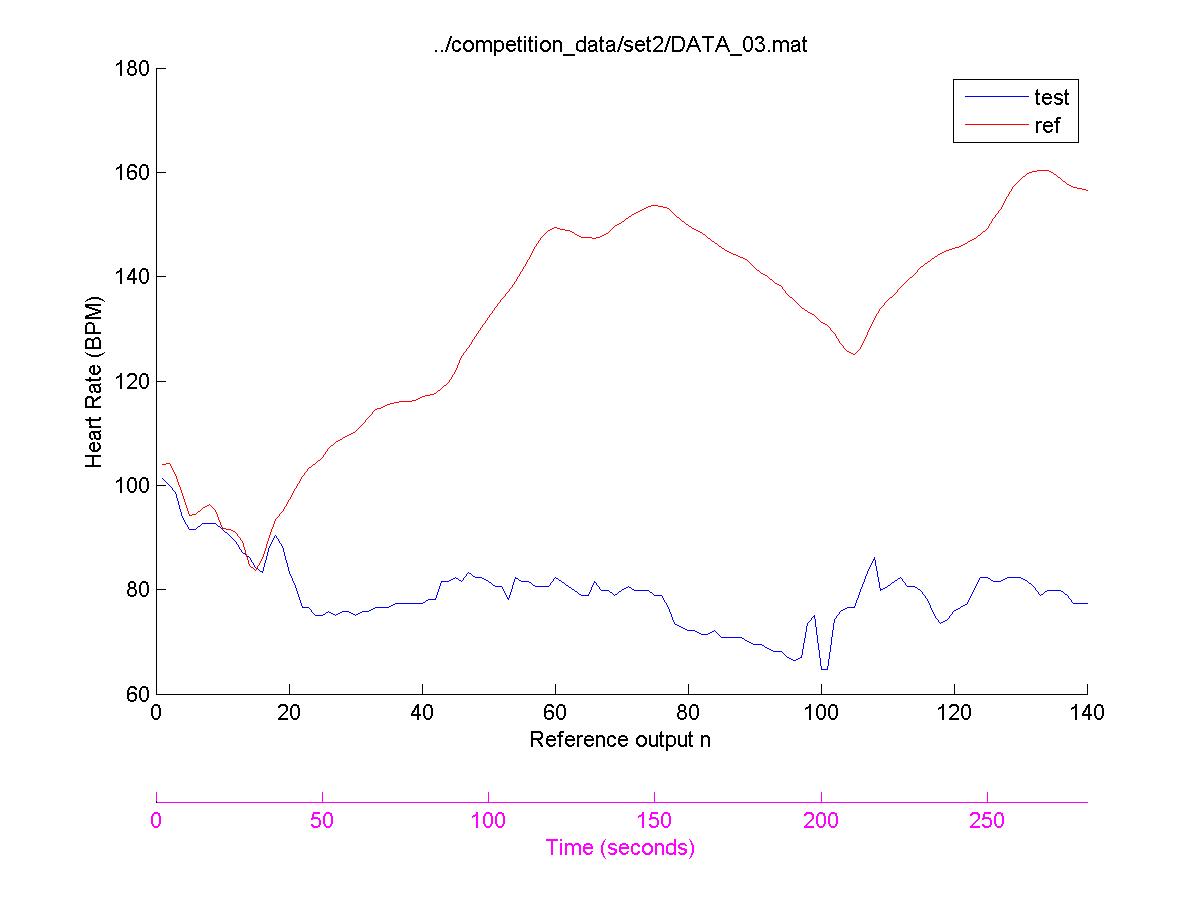 ../competition_data/set2/DATA_03.mat
test
ref
Heart Rate (BPM)
180
160
140
120
100
80
60
0 20 40 60 80 100 120 140
Reference output n
0 50 100 150 200 250
Time (seconds)